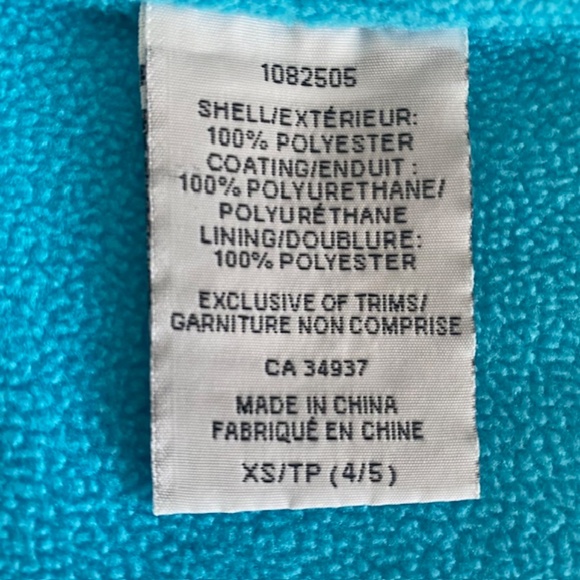 1082505
SHELL/EXTÉRIEUR:
100% POLYESTER
COATING/ENDUIT :
100% POLYURETHANE/
POLYURÉTHANE
LINING/DOUBLURE:
100% POLYESTER
EXCLUSIVE OF TRIMS/
GARNITURE NON COMPRISE
CA 34937
MADE IN CHINA
FABRIQUÉ EN CHINE
XS/TP (4/5)